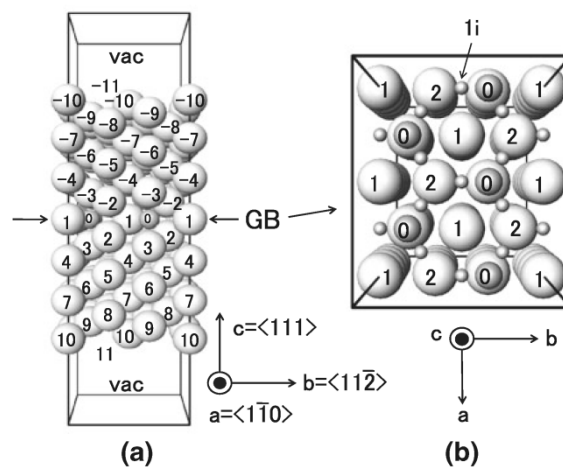 vac
-11
-10 -10 -10
-9 -8 -9 -8
-7 -7 -7
-6 -5 -6 -5
-4 -4 -4
-3 -2 -3 -2
1 0 1 0 1
GB
3 2 3 2
4 4 4
6 5 6 5
7 7 7
9 8 9 8
10 10 10
11
vac
c=<111>
b=<112̄>
a=<11̄0>
(a)
1i
1 2 0 1
0 1 2
1 2 0 1
0 1 2
1 2 0 1
c b
a
(b)